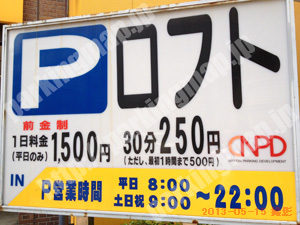 P ロフト
前金制
1日料金 1,500円
(平日のみ)
30分 250円
(ただし、最初1時間まで500円)
NPD
NIPPON PARKING DEVELOPMENT
IN
P営業時間
平日 8:00
土日祝 9:00
~22:00
2013-05-15